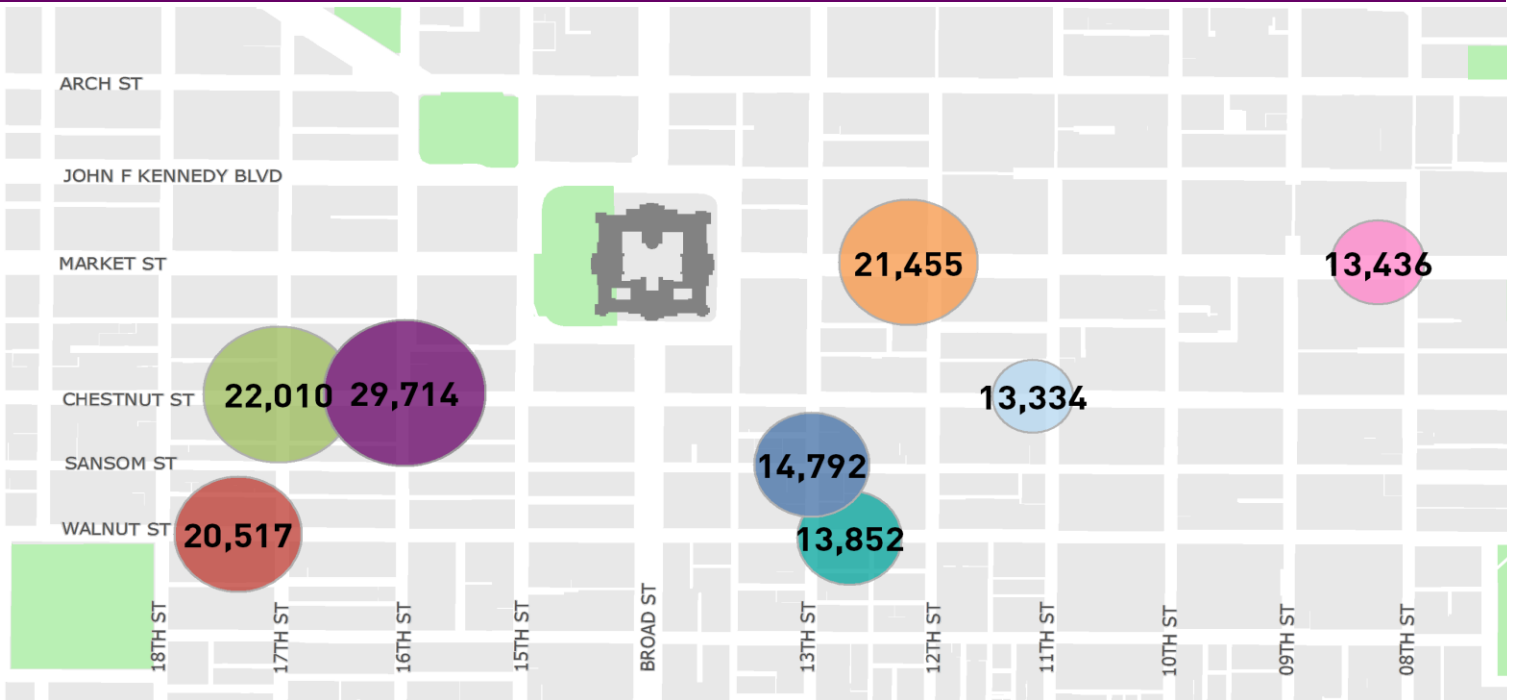 ARCH ST
JOHN F KENNEDY BLVD
MARKET ST
21,455
13,436
CHESTNUT ST
22,010
29,714
13,334
SANSOM ST
14,792
WALNUT ST
20,517
13,852
18TH ST
17TH ST
16TH ST
15TH ST
BROAD ST
13TH ST
12TH ST
11TH ST
10TH ST
09TH ST
08TH ST